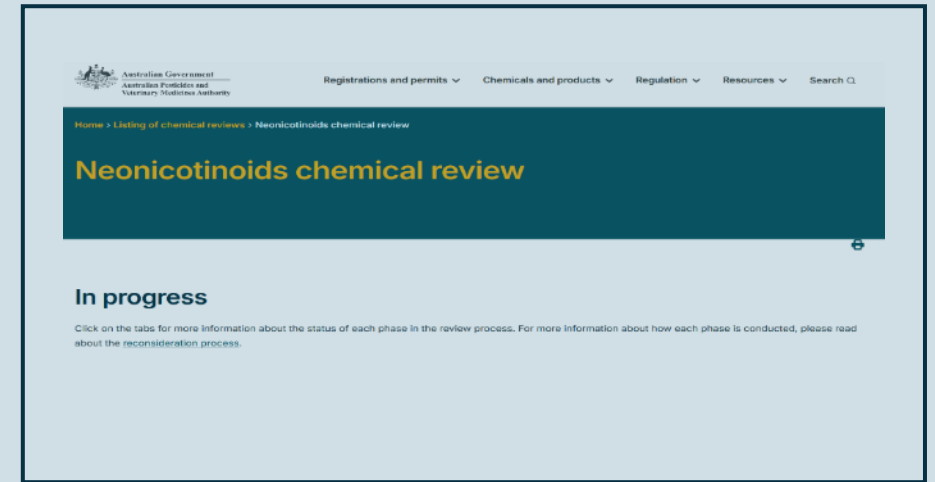 Australian Government
Australian Pesticides and
Veterinary Medicines Authority
Registrations and permits
Chemicals and products
Regulation
Resources
Search
Home > Listing of chemical reviews > Neonicotinoids chemical review
Neonicotinoids chemical review
In progress
Click on the tabs for more information about the status of each phase in the review process. For more information about how each phase is conducted, please read
about the reconsideration process.